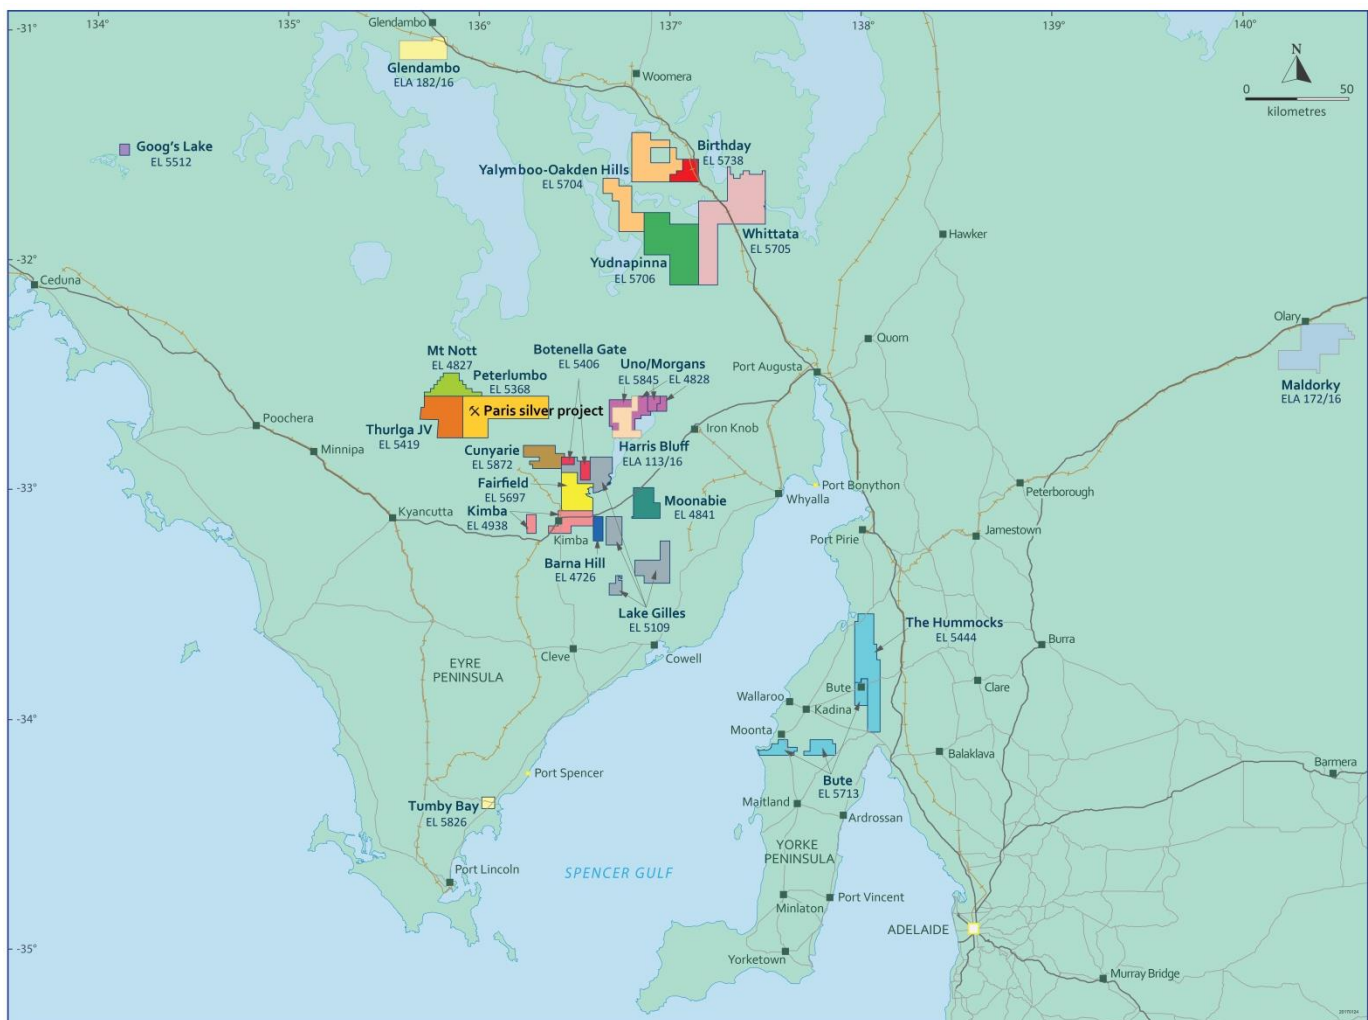 134°
135°
136°
137°
138°
139°
140°
-31°
-32°
-33°
-34°
-35°
N
0
50
kilometres
Glendambo
Glendambo
ELA 182/16
Woomera
Goog's Lake
EL 5512
Birthday
EL 5738
Yalymboo-Oakden Hills
EL 5704
Whittata
EL 5705
Yudnapinna
EL 5706
Hawker
Ceduna
Olary
Quorn
Maldorky
ELA 172/16
Port Augusta
Mt Nott
EL 4827
Peterlumbo
EL 5368
Botenella Gate
EL 5406
Uno/Morgans
EL 5845
EL 4828
Paris silver project
Poochera
Thurlga JV
EL 5419
Minnipa
Iron Knob
Harris Bluff
ELA 113/16
Cunyarie
EL 5872
Fairfield
EL 5697
Kimba
EL 4938
Moonabie
EL 4841
Whyalla
Port Bonython
Peterborough
Kyancutta
Kimba
Barna Hill
EL 4726
Port Pirie
Jamestown
Lake Gilles
EL 5109
The Hummocks
EL 5444
Burra
Cleve
Cowell
EYRE
PENINSULA
Bute
Clare
Wallaroo
Kadina
Moonta
Balaklava
Port Spencer
Bute
EL 5713
Barmera
Tumby Bay
EL 5826
Maitland
Ardrossan
YORKE
PENINSULA
Port Lincoln
SPENCER GULF
Port Vincent
Minlaton
ADELAIDE
Yorketown
Murray Bridge